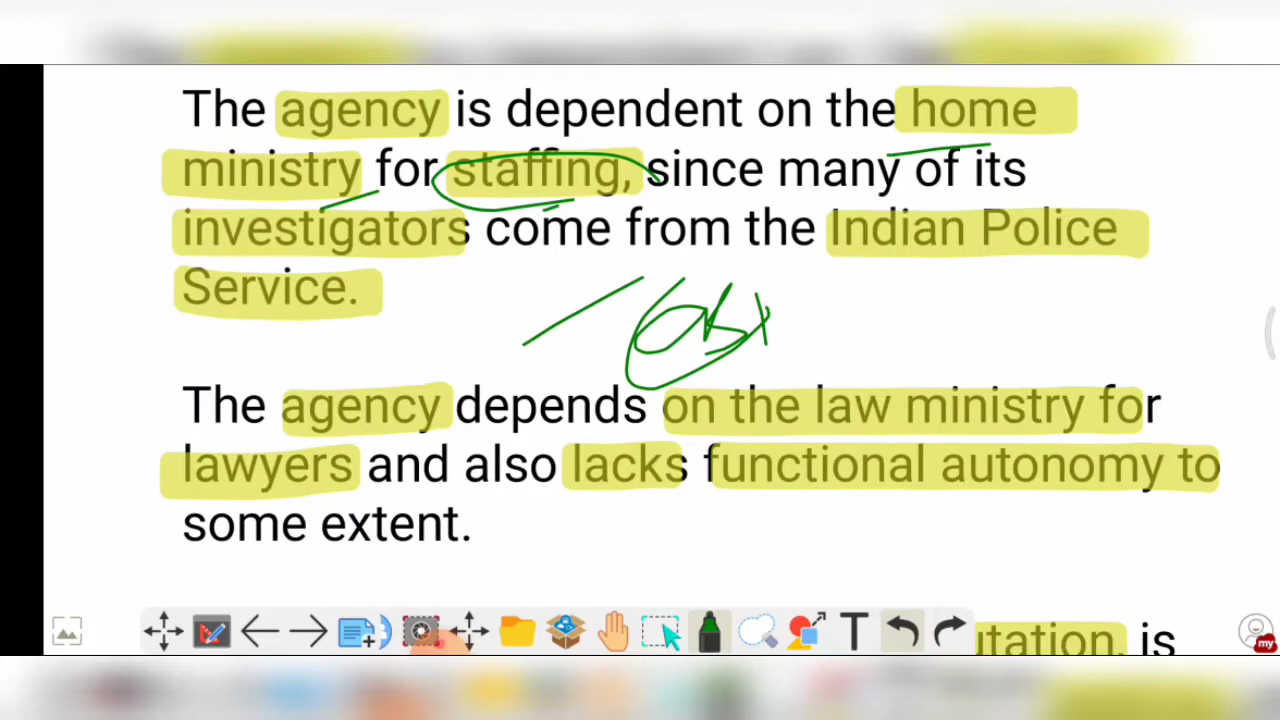 The agency is dependent on the home
ministry for staffing, since many of its
investigators come from the Indian Police
Service.
The agency depends on the law ministry for
lawyers and also lacks functional autonomy to
some extent.
T
is
my